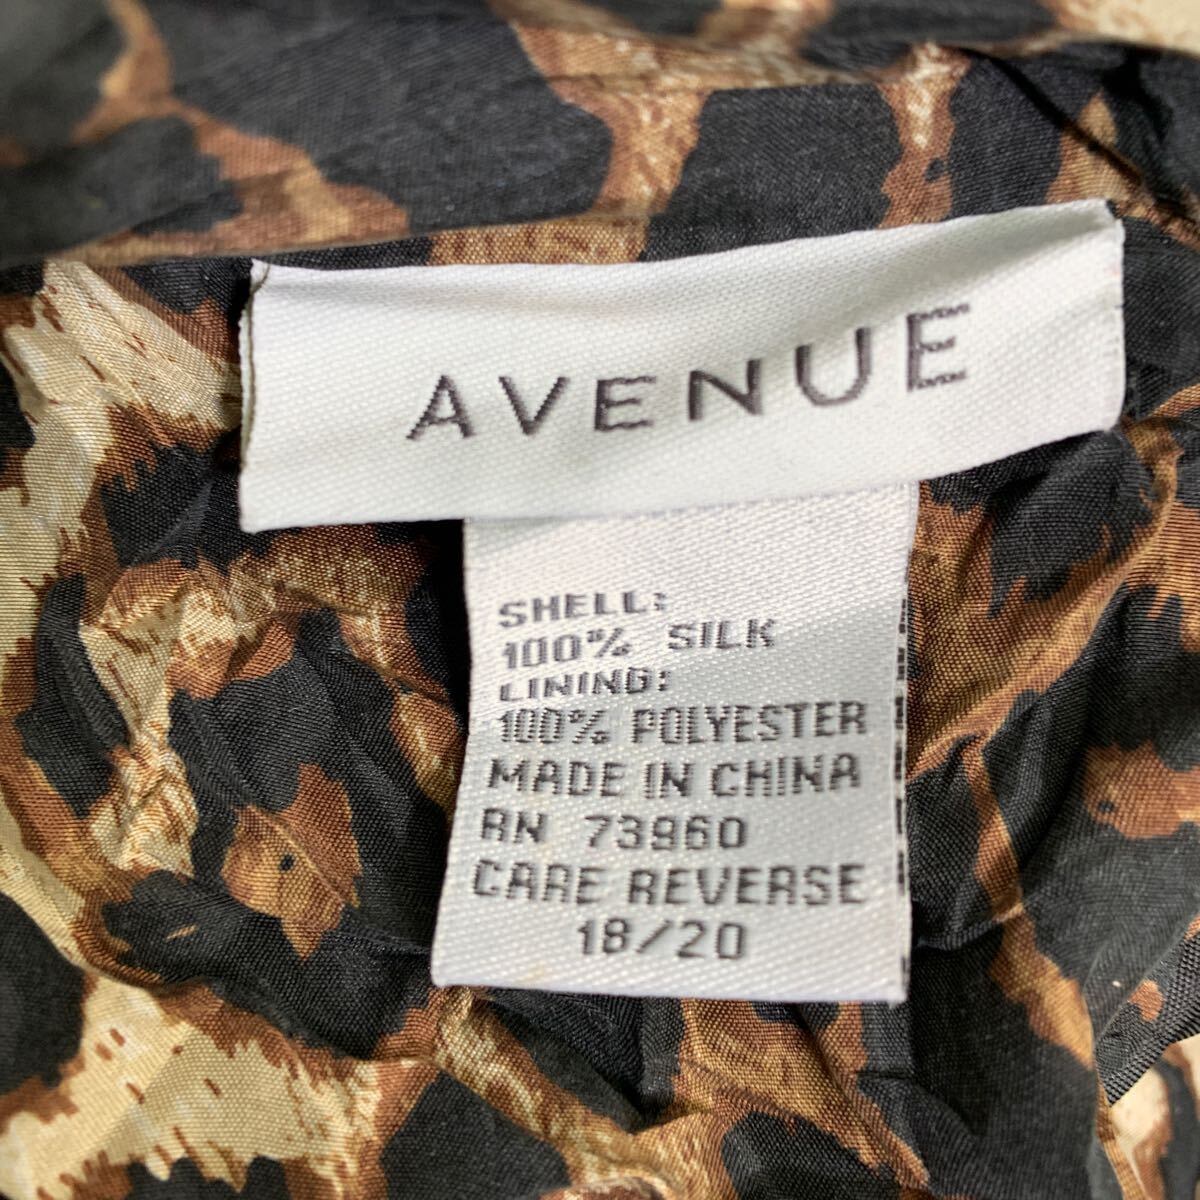 AVENUE
SHELL:
100% SILK
LINING:
100% POLYESTER
MADE IN CHINA
RN 73960
CARE REVERSE
18/20